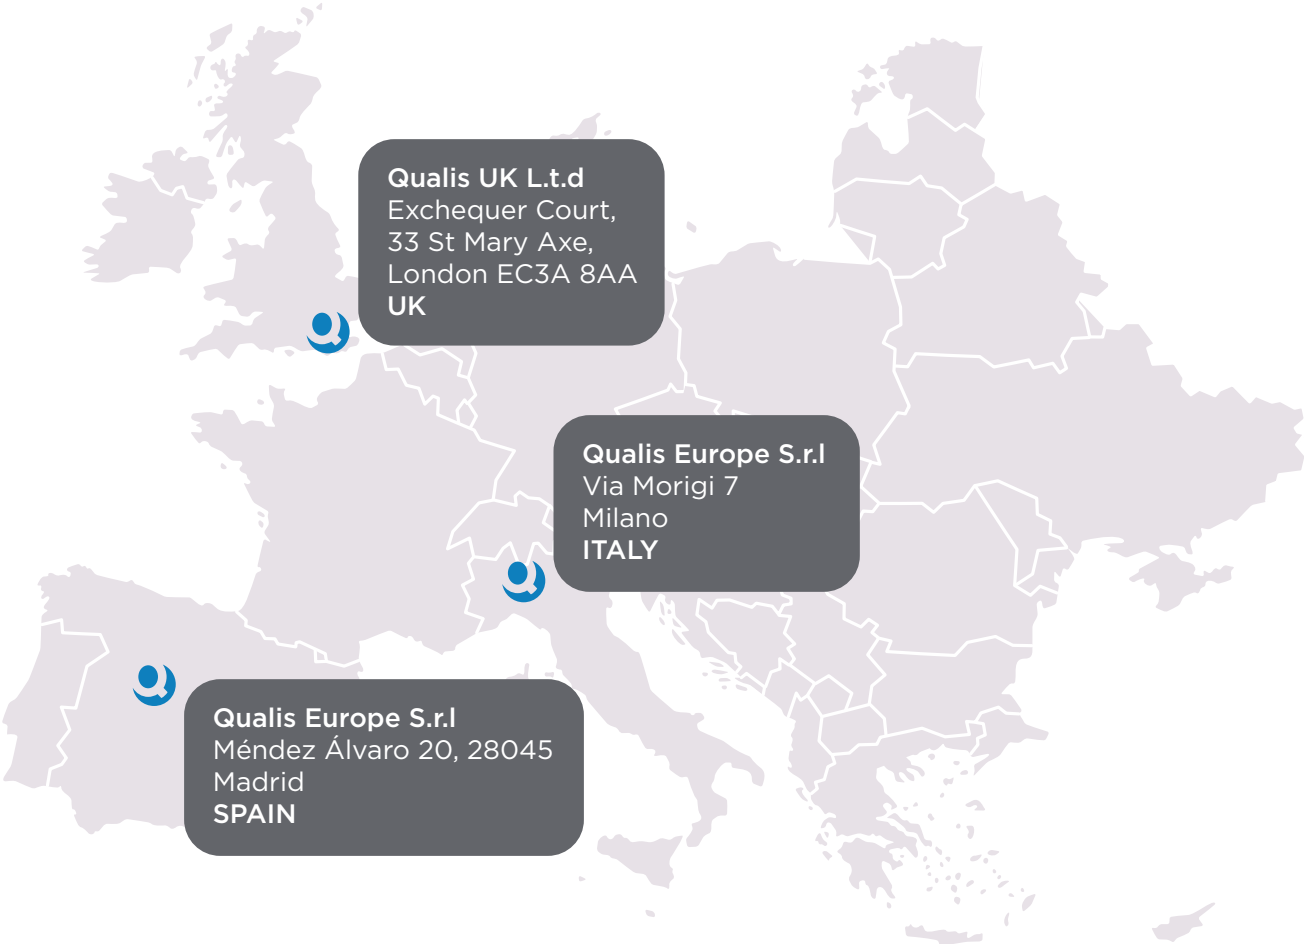 Qualis UK L.t.d
Exchequer Court,
33 St Mary Axe,
London EC3A 8AA
UK
Qualis Europe S.r.l
Via Morigi 7
Milano
ITALY
Qualis Europe S.r.l
Méndez Álvaro 20, 28045
Madrid
SPAIN